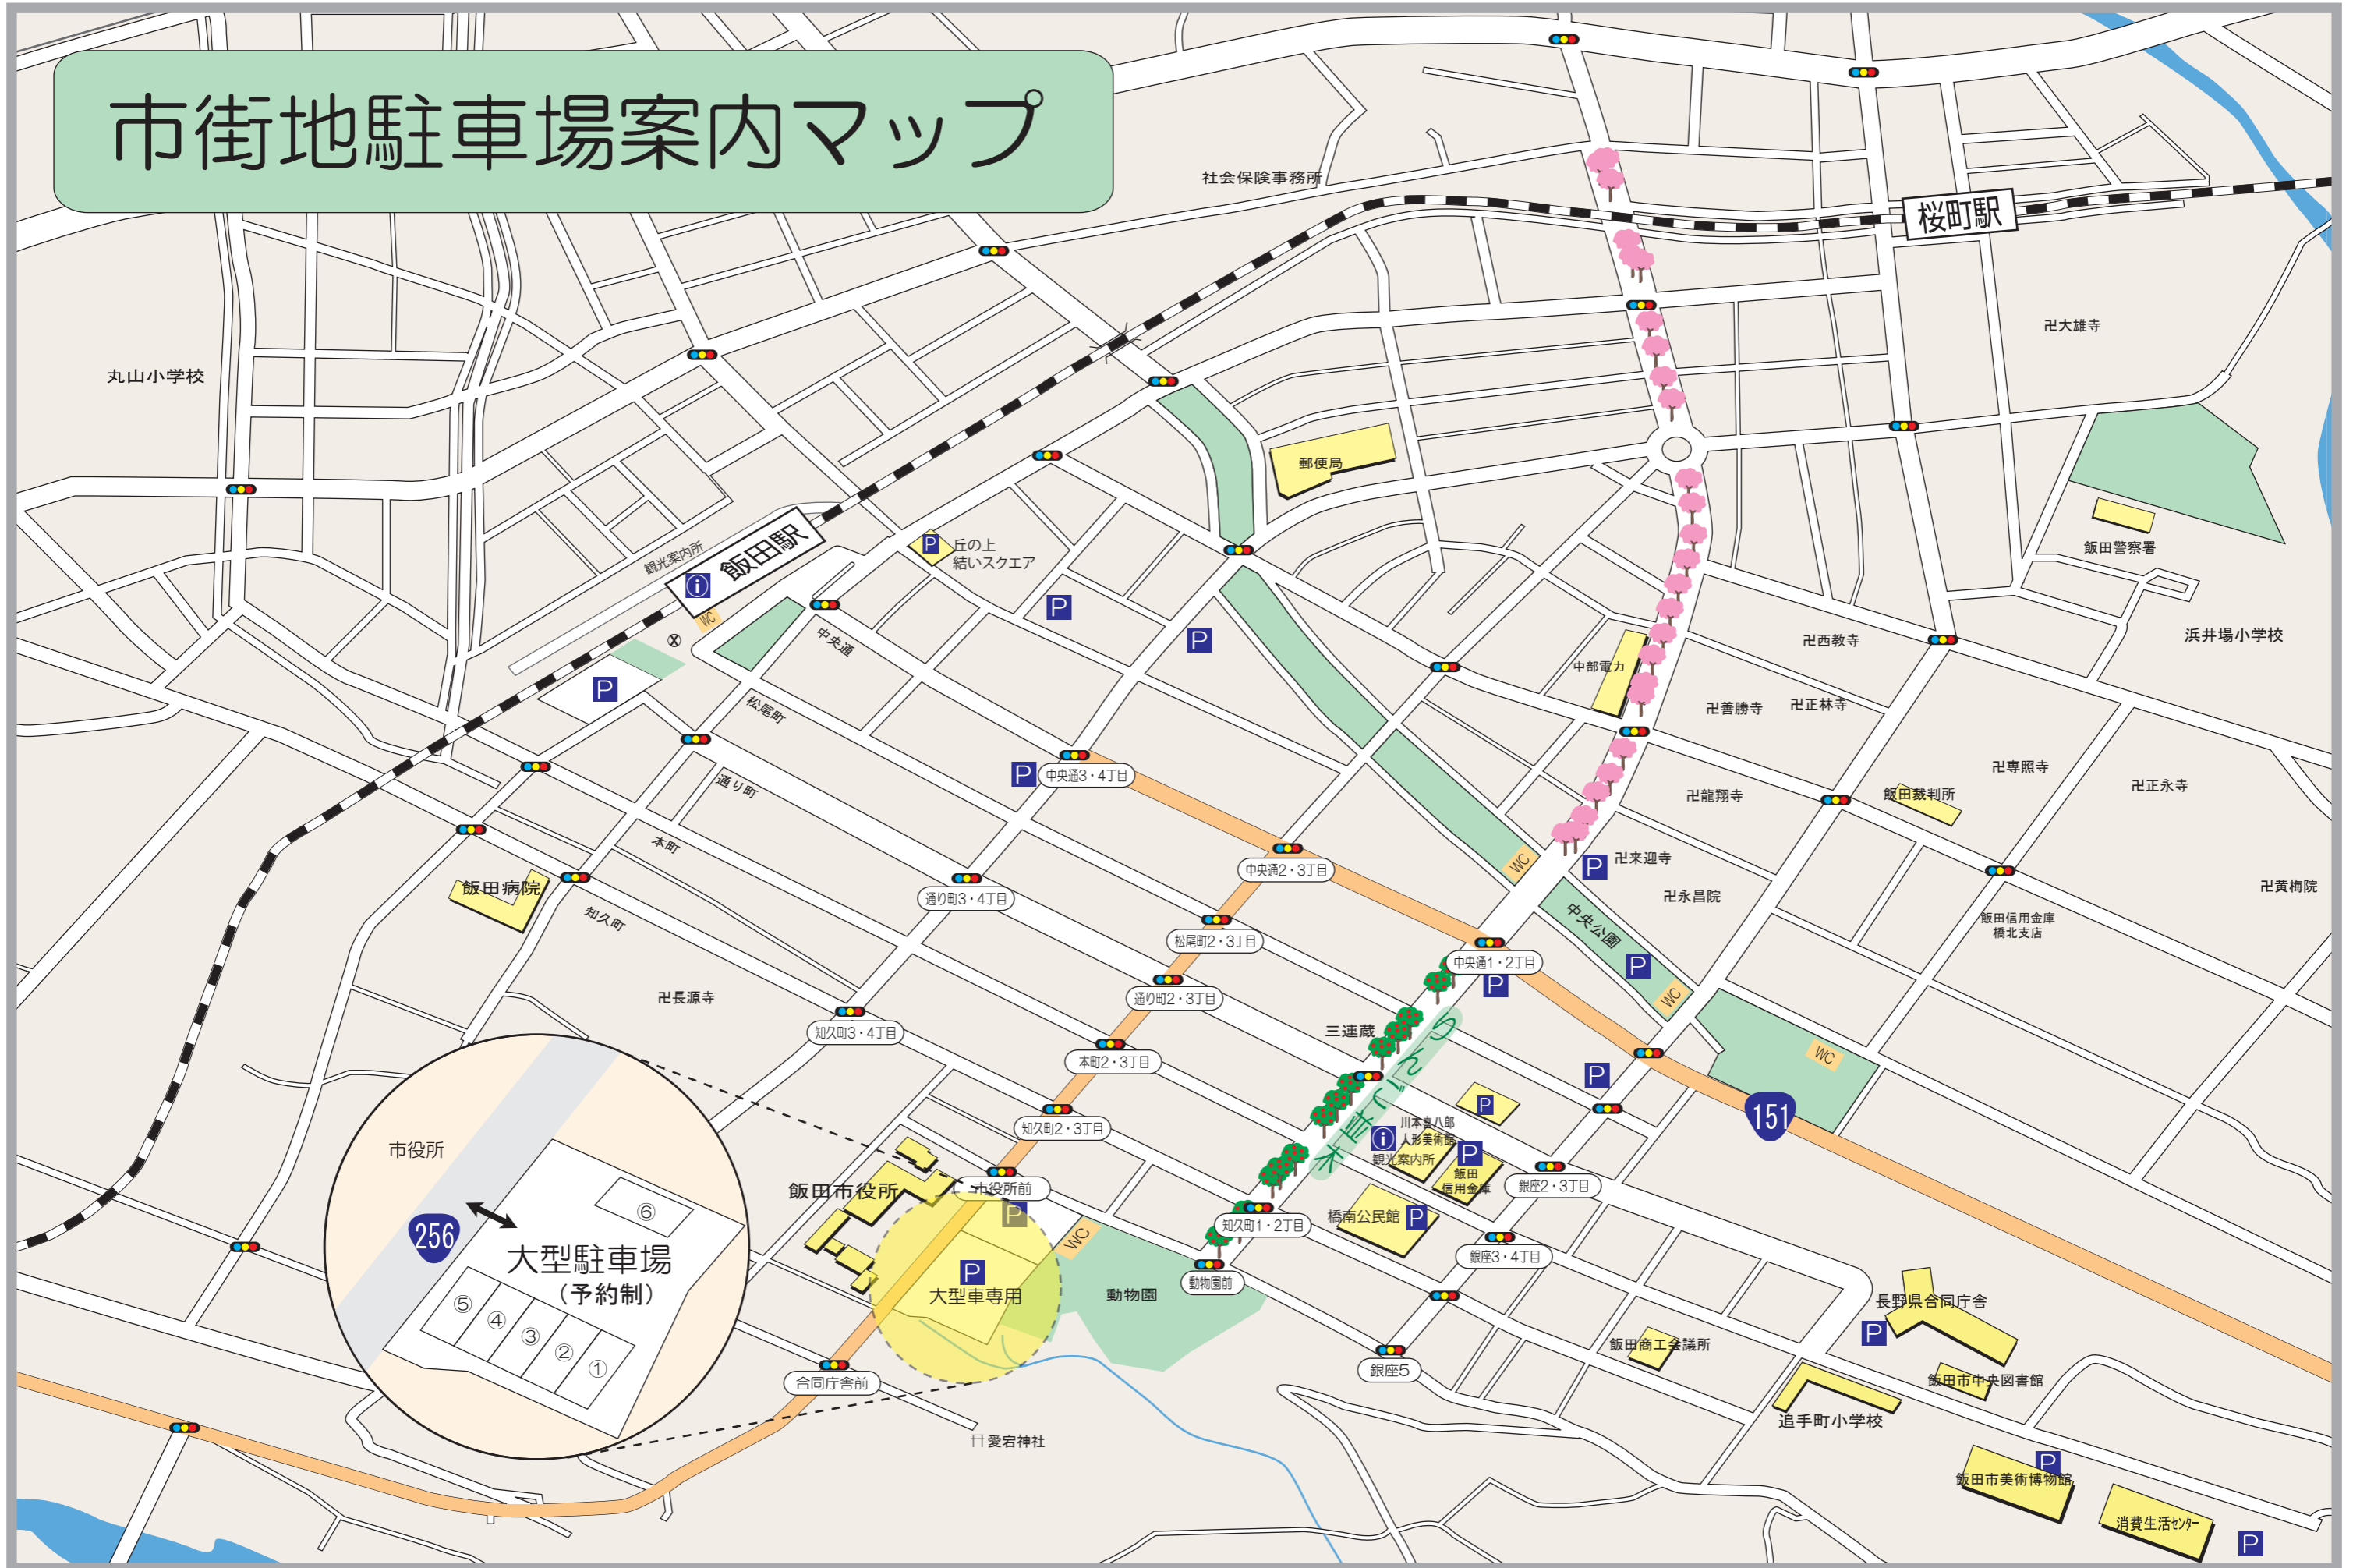 市街地駐車場案内マップ
社会保険事務所
桜町駅
卍大雄寺
丸山小学校
郵便局
飯田警察署
観光案内所
飯田駅
WC
P
丘の上
結いスクエア
P
P
P
中央通
松尾町
通り町
本町
知久町
浜井場小学校
中部電力
卍西教寺
卍善勝寺
卍正林寺
卍専照寺
卍正永寺
飯田裁判所
卍龍翔寺
P
中央通3・4丁目
飯田病院
通り町3・4丁目
中央通2・3丁目
WC
P
卍来迎寺
卍永昌院
卍黄梅院
飯田信用金庫
橋北支店
中央公園
P
WC
松尾町2・3丁目
中央通1・2丁目
P
卍長源寺
通り町2・3丁目
知久町3・4丁目
三連蔵
りんご並木
本町2・3丁目
WC
P
151
P
知久町2・3丁目
川本喜八郎
人形美術館
観光案内所
P
飯田
信用金庫
飯田市役所
市役所前
P
銀座2・3丁目
橋南公民館
P
知久町1・2丁目
銀座3・4丁目
WC
P
大型車専用
動物園
動物園前
市役所
256
大型駐車場
(予約制)
⑥
⑤
④
③
②
①
合同庁舎前
銀座5
長野県合同庁舎
P
飯田商工会議所
飯田市中央図書館
追手町小学校
愛宕神社
P
飯田市美術博物館
消費生活センター
P